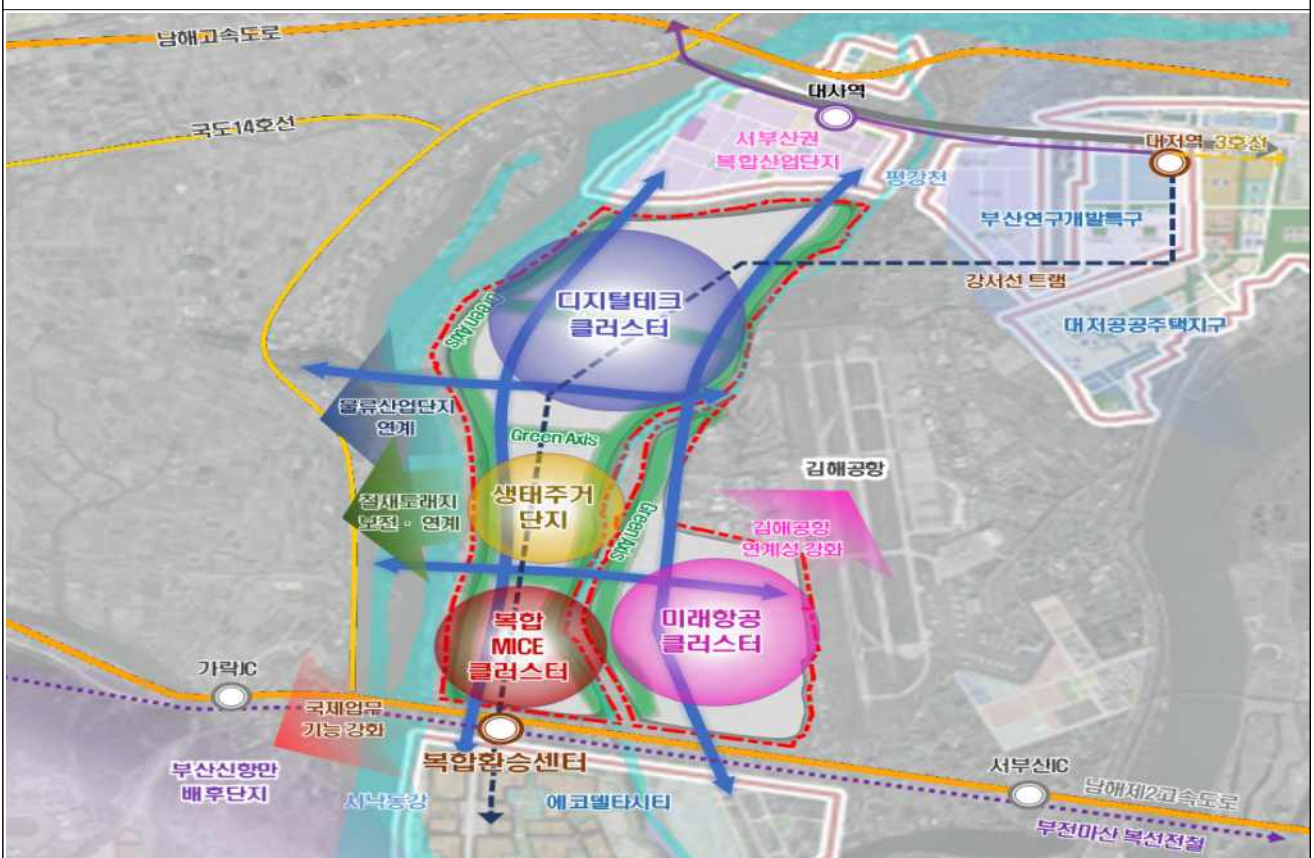 남해고속도로
국도14호선
대사역
대저역 3호선
서부산권
복합산업단지
평강천
부산연구개발특구
강서선 트램
대저공공주택지구
디지털테크
클러스터
Green Axis
물류산업단지
연계
Green Axis
생태주거
단지
철새도래지
보전 · 연계
Green Axis
김해공항
김해공항
연계성 강화
복합
MICE
클러스터
미래항공
클러스터
가락IC
국제업무
기능 강화
복합환승센터
부산신항만
배후단지
서낙동강
에코델타시티
서부산IC
남해제2고속도로
부전마산 복선전철